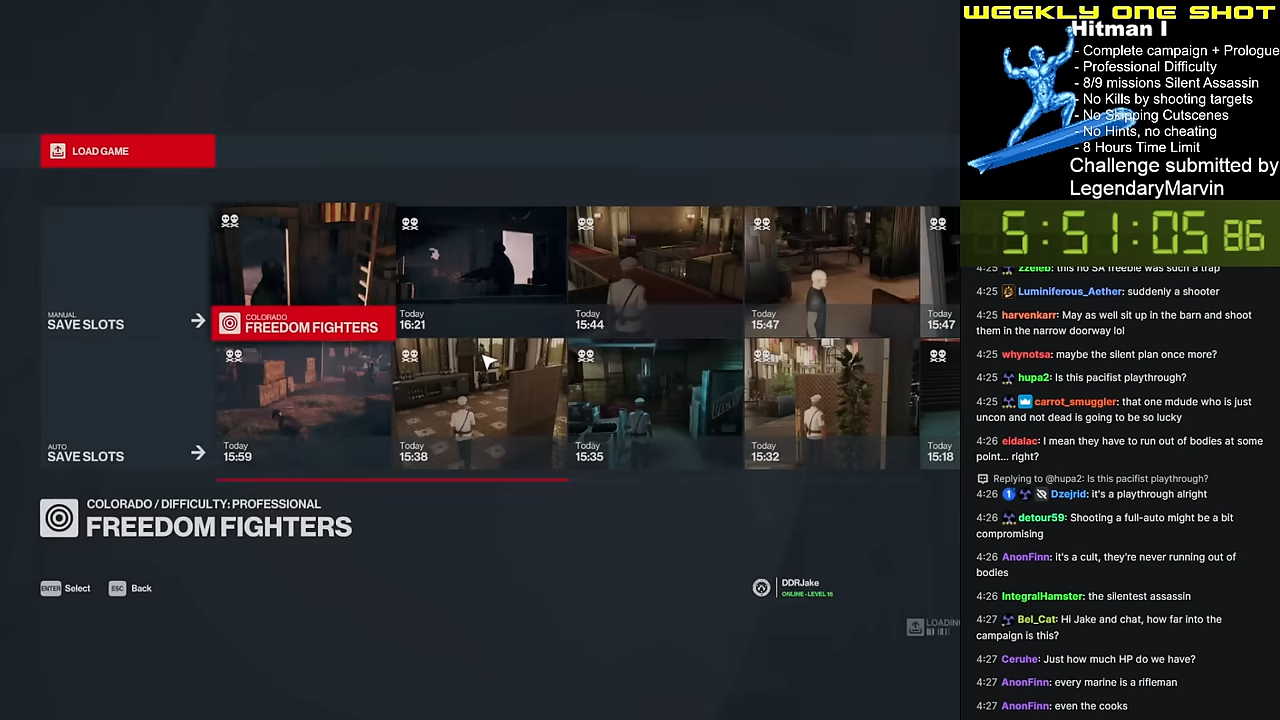 WEEKLY ONE SHOT
Hitman I
- Complete campaign + Prologue
- Professional Difficulty
- 8/9 missions Silent Assassin
- No Kills by shooting targets
- No Skipping Cutscenes
- No Hints, no cheating
- 8 Hours Time Limit
Challenge submitted by
LegendaryMarvin
5:51:05 86
LOAD GAME
MANUAL
SAVE SLOTS
COLORADO
FREEDOM FIGHTERS
Today
16:21
Today
15:44
Today
15:47
Today
15:47
AUTO
SAVE SLOTS
Today
15:59
Today
15:38
Today
15:35
Today
15:32
Today
15:18
COLORADO / DIFFICULTY: PROFESSIONAL
FREEDOM FIGHTERS
ENTER Select
ESC Back
DDRJake
ONLINE - LEVEL 15
LOADING
4:25 zzeleb: this no SA freebie was such a trap
4:25 Luminiferous_Aether: suddenly a shooter
4:25 harvenkarr: May as well sit up in the barn and shoot
them in the narrow doorway lol
4:25 whynotsa: maybe the silent plan once more?
4:25 hupa2: Is this pacifist playthrough?
4:25 carrot_smuggler: that one mdude who is just
uncon and not dead is going to be so lucky
4:26 eidalac: I mean they have to run out of bodies at some
point... right?
Replying to @hupa2: Is this pacifist playthrough?
4:26 Dzejrid: it's a playthrough alright
4:26 detour59: Shooting a full-auto might be a bit
compromising
4:26 AnonFinn: it's a cult, they're never running out of
bodies
4:26 IntegralHamster: the silentest assassin
4:27 Bel_Cat: Hi Jake and chat, how far into the
campaign is this?
4:27 Ceruhe: Just how much HP do we have?
4:27 AnonFinn: every marine is a rifleman
4:27 AnonFinn: even the cooks